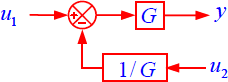 u₁ + − G y
1/G u₂